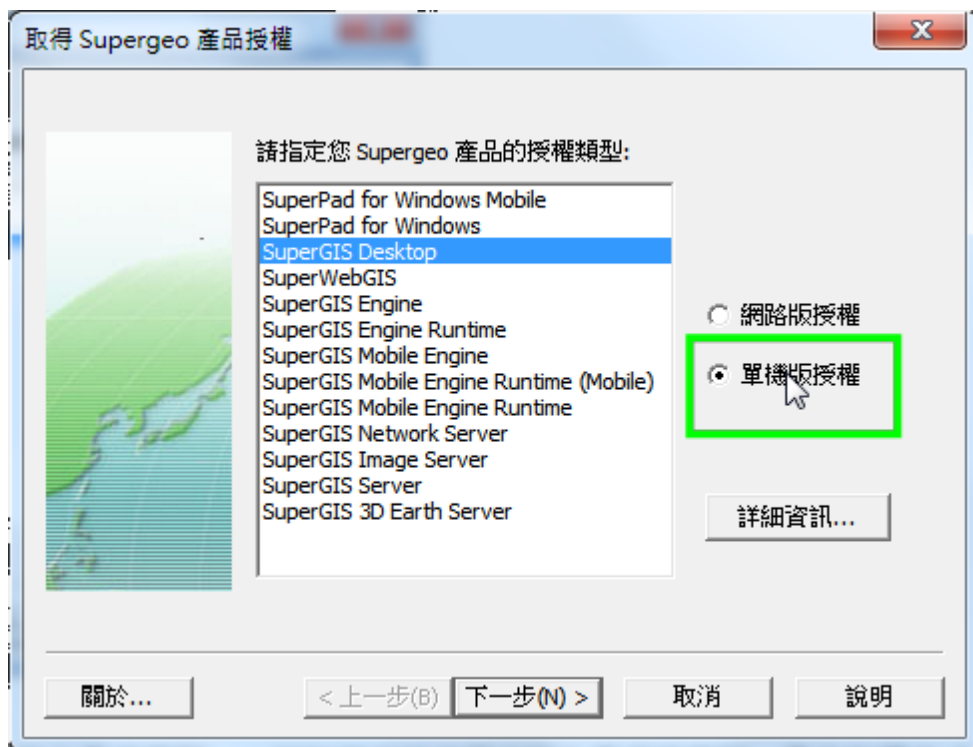 取得 Supergeo 產品授權
請指定您 Supergeo 產品的授權類型:
SuperPad for Windows Mobile
SuperPad for Windows
SuperGIS Desktop
SuperWebGIS
SuperGIS Engine
SuperGIS Engine Runtime
SuperGIS Mobile Engine
SuperGIS Mobile Engine Runtime (Mobile)
SuperGIS Mobile Engine Runtime
SuperGIS Network Server
SuperGIS Image Server
SuperGIS Server
SuperGIS 3D Earth Server
網路版授權
單機版授權
詳細資訊...
關於...
< 上一步(B)
下一步(N) >
取消
說明